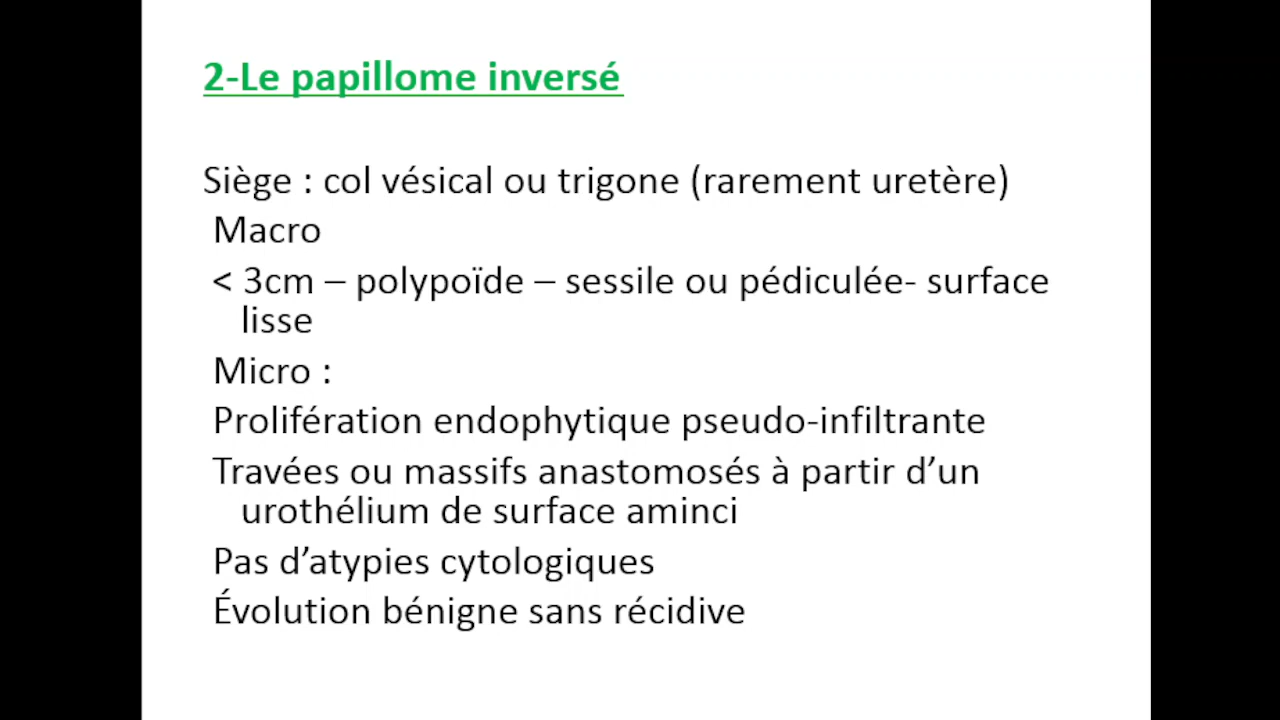 2-Le papillome inversé
Siège : col vésical ou trigone (rarement uretère)
Macro
< 3cm – polypoïde – sessile ou pédiculée- surface
lisse
Micro :
Prolifération endophytique pseudo-infiltrante
Travées ou massifs anastomosés à partir d’un
urothélium de surface aminci
Pas d’atypies cytologiques
Évolution bénigne sans récidive